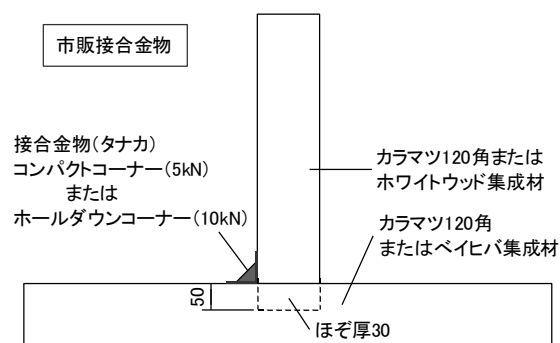 市販接合金物
接合金物(タナカ)
コンパクトコーナー(5kN)
または
ホールダウンコーナー(10kN)
カラマツ120角または
ホワイトウッド集成材
カラマツ120角
またはベイヒバ集成材
50
ほぞ厚30